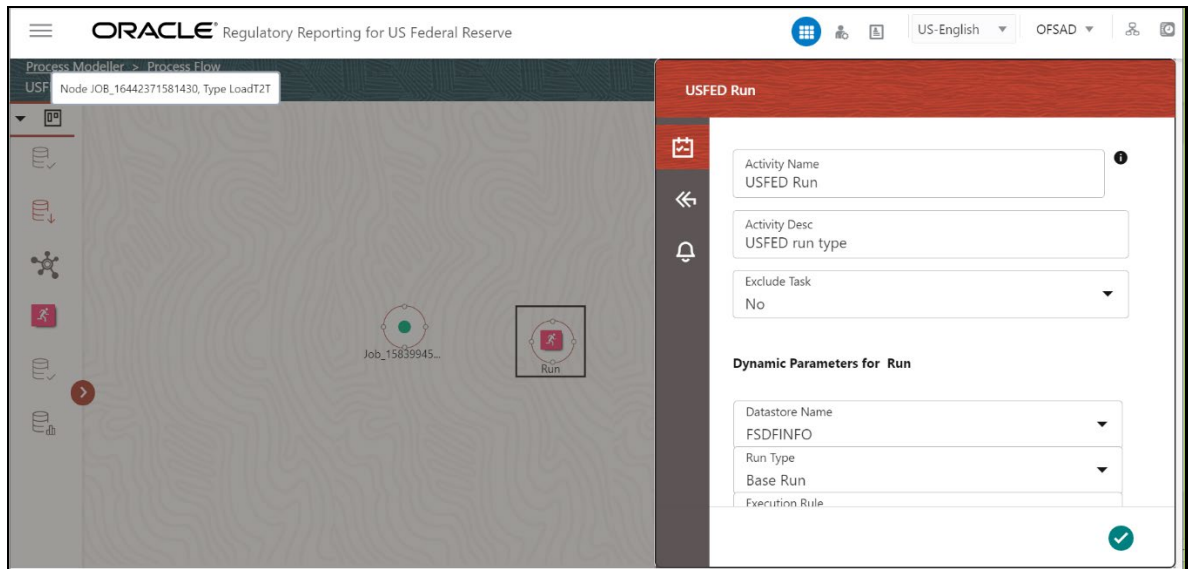 ORACLE® Regulatory Reporting for US Federal Reserve
US-English
OFSAD
Process Modeller > Process Flow
USF
Node JOB_16442371581430, Type LoadT2T
Job_15839945...
Run
USFED Run
Activity Name
USFED Run
Activity Desc
USFED run type
Exclude Task
No
Dynamic Parameters for Run
Datastore Name
FSDFINFO
Run Type
Base Run
Execution Rule